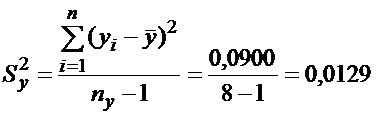 S_y^2 = \frac{\sum_{i=1}^{n} (y_i - \bar{y})^2}{n_y - 1} = \frac{0,0900}{8 - 1} = 0,0129